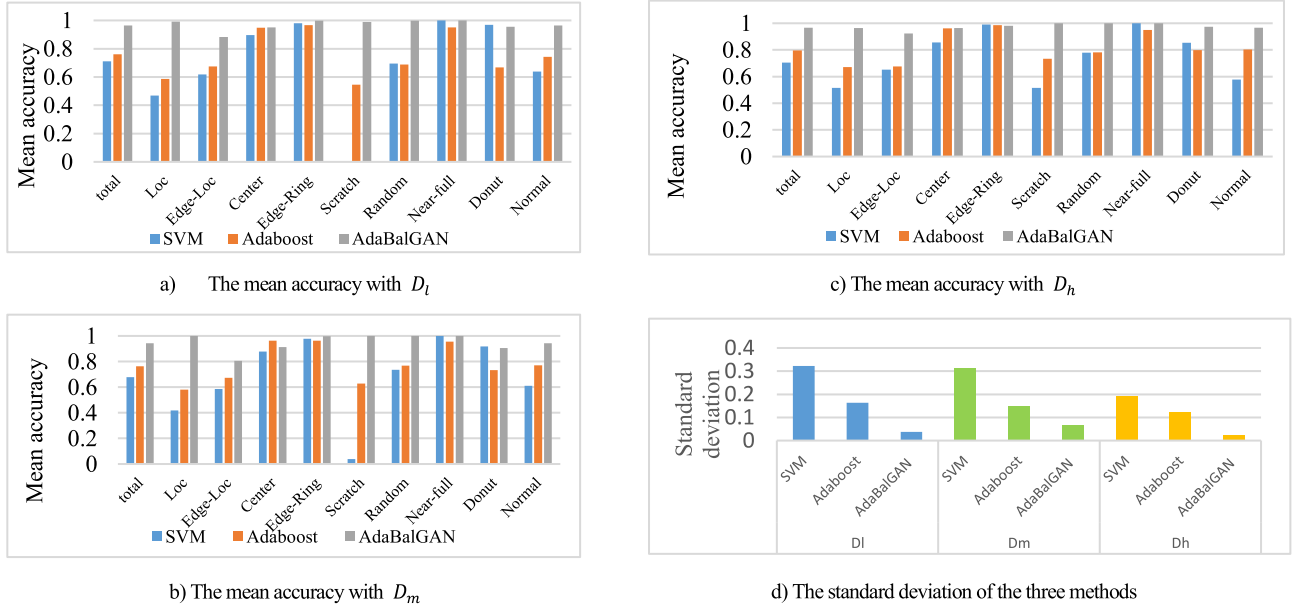 Mean accuracy
1
0.8
0.6
0.4
0.2
0
total
Loc
Edge-Loc
Center
Edge-Ring
Scratch
Random
Near-full
Donut
Normal
SVM Adaboost AdaBalGAN
a) The mean accuracy with D_l
Mean accuracy
1
0.8
0.6
0.4
0.2
0
total
Loc
Edge-Loc
Center
Edge-Ring
Scratch
Random
Near-full
Donut
Normal
SVM Adaboost AdaBalGAN
c) The mean accuracy with D_h
Mean accuracy
1
0.8
0.6
0.4
0.2
0
total
Loc
Edge-Loc
Center
Edge-Ring
Scratch
Random
Near-full
Donut
Normal
SVM Adaboost AdaBalGAN
b) The mean accuracy with D_m
Standard
deviation
0.4
0.3
0.2
0.1
0
SVM
Adaboost
AdaBalGAN
SVM
Adaboost
AdaBalGAN
SVM
Adaboost
AdaBalGAN
Dl Dm Dh
d) The standard deviation of the three methods